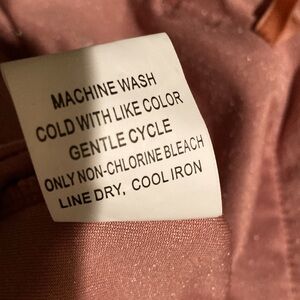 MACHINE WASH
COLD WITH LIKE COLOR
GENTLE CYCLE
ONLY NON-CHLORINE BLEACH
LINE DRY, COOL IRON